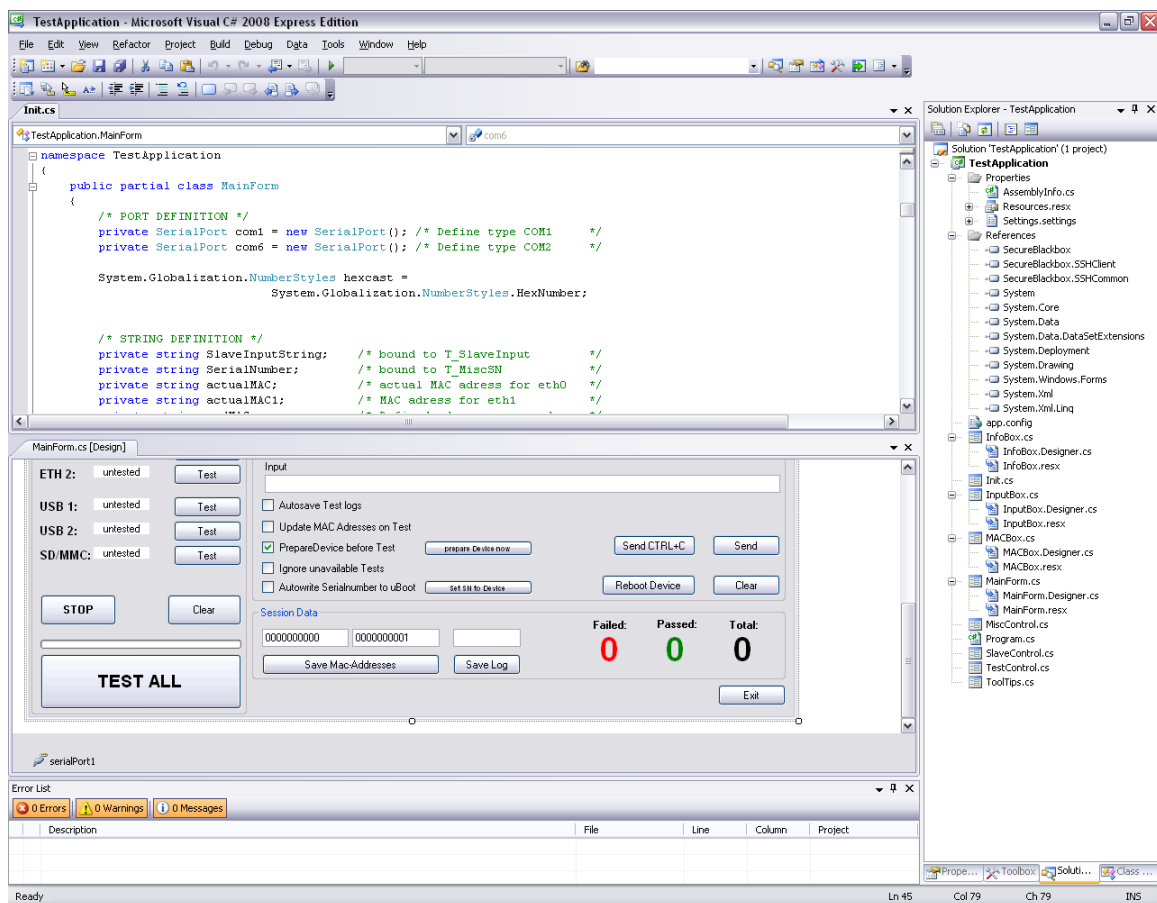 TestApplication - Microsoft Visual C# 2008 Express Edition
File Edit View Refactor Project Build Debug Data Tools Window Help
Init.cs
TestApplication.MainForm com6
namespace TestApplication
{
public partial class MainForm
{
/* PORT DEFINITION */
private SerialPort com1 = new SerialPort(); /* Define type COM1 */
private SerialPort com6 = new SerialPort(); /* Define type COM2 */
System.Globalization.NumberStyles hexcast =
System.Globalization.NumberStyles.HexNumber;
/* STRING DEFINITION */
private string SlaveInputString; /* bound to T_SlaveInput */
private string SerialNumber; /* bound to T_MiscSN */
private string actualMAC; /* actual MAC adress for eth0 */
private string actualMAC1; /* MAC adress for eth1 */
MainForm.cs [Design]
ETH 2: untested Test
USB 1: untested Test
USB 2: untested Test
SD/MMC: untested Test
STOP Clear
TEST ALL
Input
Autosave Test logs
Update MAC Adresses on Test
PrepareDevice before Test prepare Device now Send CTRL+C Send
Ignore unavailable Tests
Autowrite Serialnumber to uBoot Set SN to Device Reboot Device Clear
Session Data
0000000000 0000000001
Save Mac-Addresses Save Log
Failed: Passed: Total:
0 0 0
Exit
serialPort1
Error List
0 Errors 0 Warnings 0 Messages
Description File Line Column Project
Solution Explorer - TestApplication
Solution 'TestApplication' (1 project)
TestApplication
Properties
AssemblyInfo.cs
Resources.resx
Settings.settings
References
SecureBlackbox
SecureBlackbox.SSHClient
SecureBlackbox.SSHCommon
System
System.Core
System.Data
System.Data.DataSetExtensions
System.Deployment
System.Drawing
System.Windows.Forms
System.Xml
System.Xml.Linq
app.config
InfoBox.cs
InfoBox.Designer.cs
InfoBox.resx
Init.cs
InputBox.cs
InputBox.Designer.cs
InputBox.resx
MACBox.cs
MACBox.Designer.cs
MACBox.resx
MainForm.cs
MainForm.Designer.cs
MainForm.resx
MiscControl.cs
Program.cs
SlaveControl.cs
TestControl.cs
ToolTips.cs
Prope... Toolbox Soluti... Class ...
Ready Ln 45 Col 79 Ch 79 INS